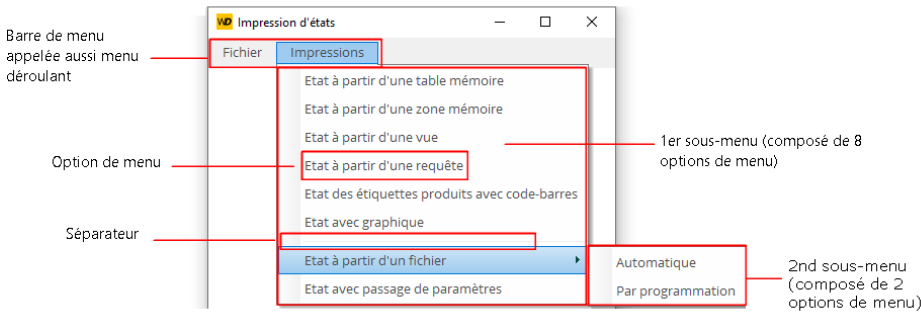 WD Impression d'états
Barre de menu
appelée aussi menu
déroulant
Fichier Impressions
Etat à partir d'une table mémoire
Etat à partir d'une zone mémoire
Etat à partir d'une vue
1er sous-menu (composé de 8
options de menu)
Option de menu
Etat à partir d'une requête
Etat des étiquettes produits avec code-barres
Etat avec graphique
Séparateur
Etat à partir d'un fichier
Etat avec passage de paramètres
Automatique
Par programmation
2nd sous-menu
(composé de 2
options de menu)